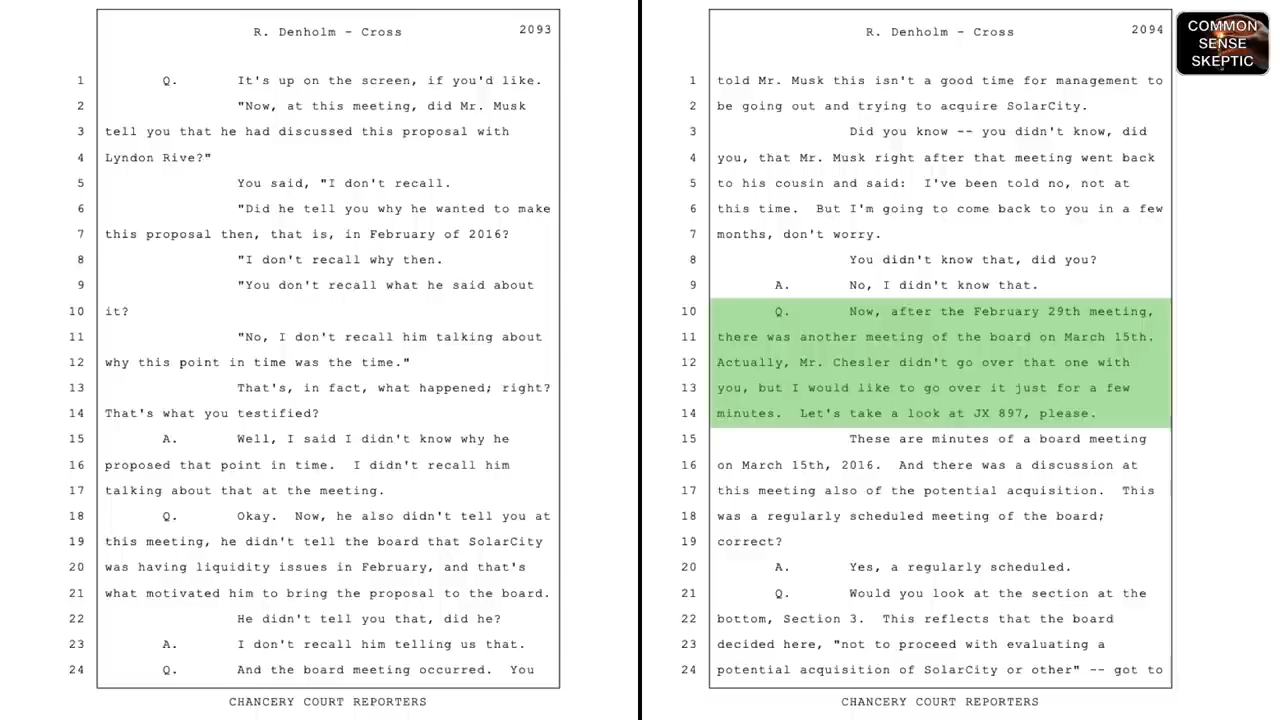 R. Denholm - Cross
2093
1 Q. It's up on the screen, if you'd like.
2 "Now, at this meeting, did Mr. Musk
3 tell you that he had discussed this proposal with
4 Lyndon Rive?"
5 You said, "I don't recall.
6 "Did he tell you why he wanted to make
7 this proposal then, that is, in February of 2016?
8 "I don't recall why then.
9 "You don't recall what he said about
10 it?
11 "No, I don't recall him talking about
12 why this point in time was the time."
13 That's, in fact, what happened; right?
14 That's what you testified?
15 A. Well, I said I didn't know why he
16 proposed that point in time. I didn't recall him
17 talking about that at the meeting.
18 Q. Okay. Now, he also didn't tell you at
19 this meeting, he didn't tell the board that SolarCity
20 was having liquidity issues in February, and that's
21 what motivated him to bring the proposal to the board.
22 He didn't tell you that, did he?
23 A. I don't recall him telling us that.
24 Q. And the board meeting occurred. You
CHANCERY COURT REPORTERS
R. Denholm - Cross
2094
1 told Mr. Musk this isn't a good time for management to
2 be going out and trying to acquire SolarCity.
3 Did you know -- you didn't know, did
4 you, that Mr. Musk right after that meeting went back
5 to his cousin and said: I've been told no, not at
6 this time. But I'm going to come back to you in a few
7 months, don't worry.
8 You didn't know that, did you?
9 A. No, I didn't know that.
10 Q. Now, after the February 29th meeting,
11 there was another meeting of the board on March 15th.
12 Actually, Mr. Chesler didn't go over that one with
13 you, but I would like to go over it just for a few
14 minutes. Let's take a look at JX 897, please.
15 These are minutes of a board meeting
16 on March 15th, 2016. And there was a discussion at
17 this meeting also of the potential acquisition. This
18 was a regularly scheduled meeting of the board;
19 correct?
20 A. Yes, a regularly scheduled.
21 Q. Would you look at the section at the
22 bottom, Section 3. This reflects that the board
23 decided here, "not to proceed with evaluating a
24 potential acquisition of SolarCity or other" -- got to
CHANCERY COURT REPORTERS
COMMON
SENSE
SKEPTIC